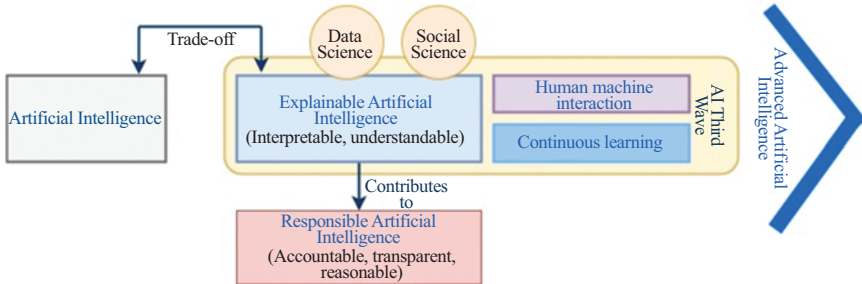 Trade-off
Data
Science
Social
Science
Artificial Intelligence
Explainable Artificial
Intelligence
(Interpretable, understandable)
Human machine
interaction
Continuous learning
AI Third
Wave
Advanced Artificial
Intelligence
Contributes
to
Responsible Artificial
Intelligence
(Accountable, transparent,
reasonable)